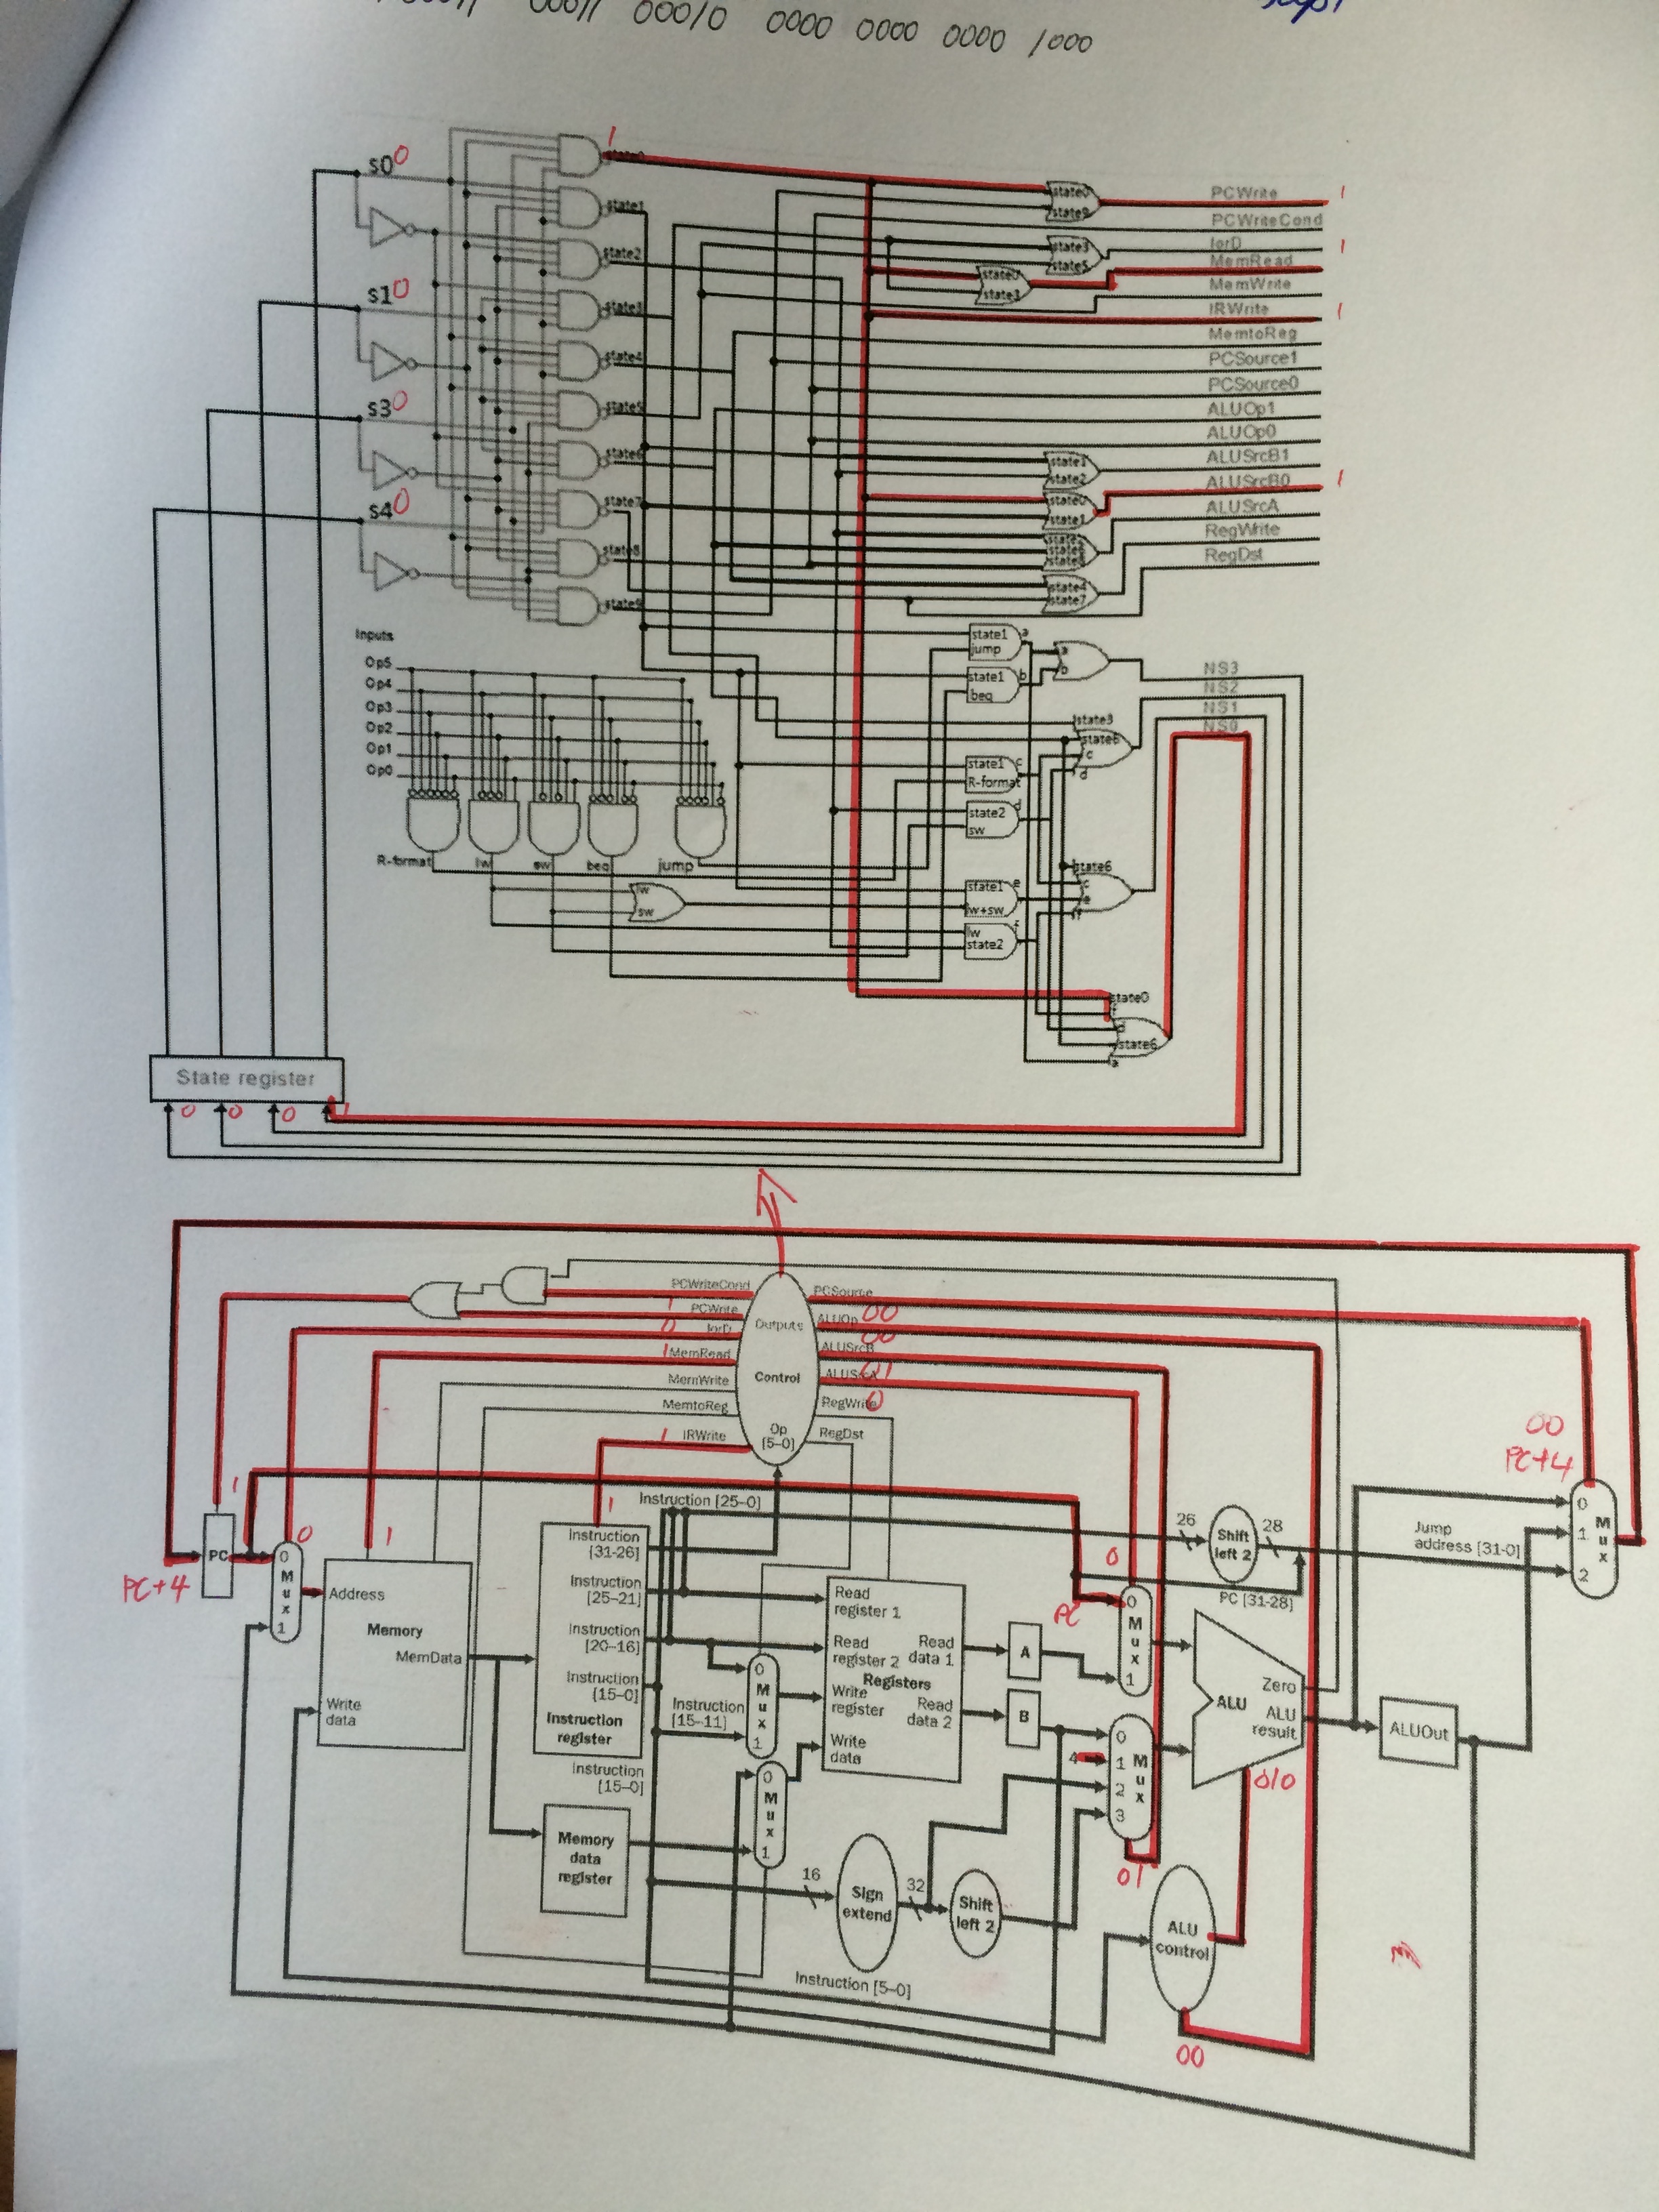 00011 00010 0000 0000 0000 1000
step1
1
s0 0
state0
state0
PCWrite 1
state9
state1
PCWriteCond
state3
IorD 1
state2
state5
MemRead
state0
state3
MemWrite
s1 0
state3
IRWrite 1
MemtoReg
state4
PCSource1
PCSource0
s3 0
state5
ALUOp1
ALUOp0
state6
state1
ALUSrcB1
state2
ALUSrcB0 1
s4 0
state7
state0
state1
ALUSrcA
RegWrite
state8
RegDst
state4
state7
state9
Inputs
state1 a
jump
a
b
Op5
NS3
Op4
state1 b
beq
NS2
Op3
NS1
Op2
state3
NS0
Op1
state6
c
d
Op0
state1 c
R-format
state2 d
sw
R-format lw sw beq jump
state6
c
e
f
lw
sw
state1 e
lw+sw
lw f
state2
state0
f
d
state6
a
State register
0 0 0 1
PCWriteCond
PCSource
1 PCWrite
00
Outputs
ALUOp
0 IorD
00
1 MemRead
ALUSrcB
01
Control
ALUSrcA
MemWrite
0
MemtoReg
RegWrite
1 IRWrite
Op
[5–0]
RegDst
00
PC+4
1
1
Instruction [25–0]
26
Shift
left 2
28
Jump
address [31-0]
0
M
u
x
1
2
0
1
Instruction
[31-26]
PC
PC+4
0
M
u
x
1
Address
Memory
MemData
Write
data
Instruction
[25–21]
Instruction
[20–16]
Instruction
[15–0]
Instruction
register
Instruction
[15–11]
Instruction
[15–0]
0
M
u
x
1
Read
register 1
Read
register 2
Registers
Write
register
Write
data
Read
data 1
Read
data 2
A
B
0
PC
PC [31-28]
0
M
u
x
1
4
0
1 M
2 u
3 x
01
Zero
ALU
ALU
result
010
ALUOut
0
M
u
x
1
Memory
data
register
16
Sign
extend
32
Shift
left 2
ALU
control
Instruction [5–0]
00